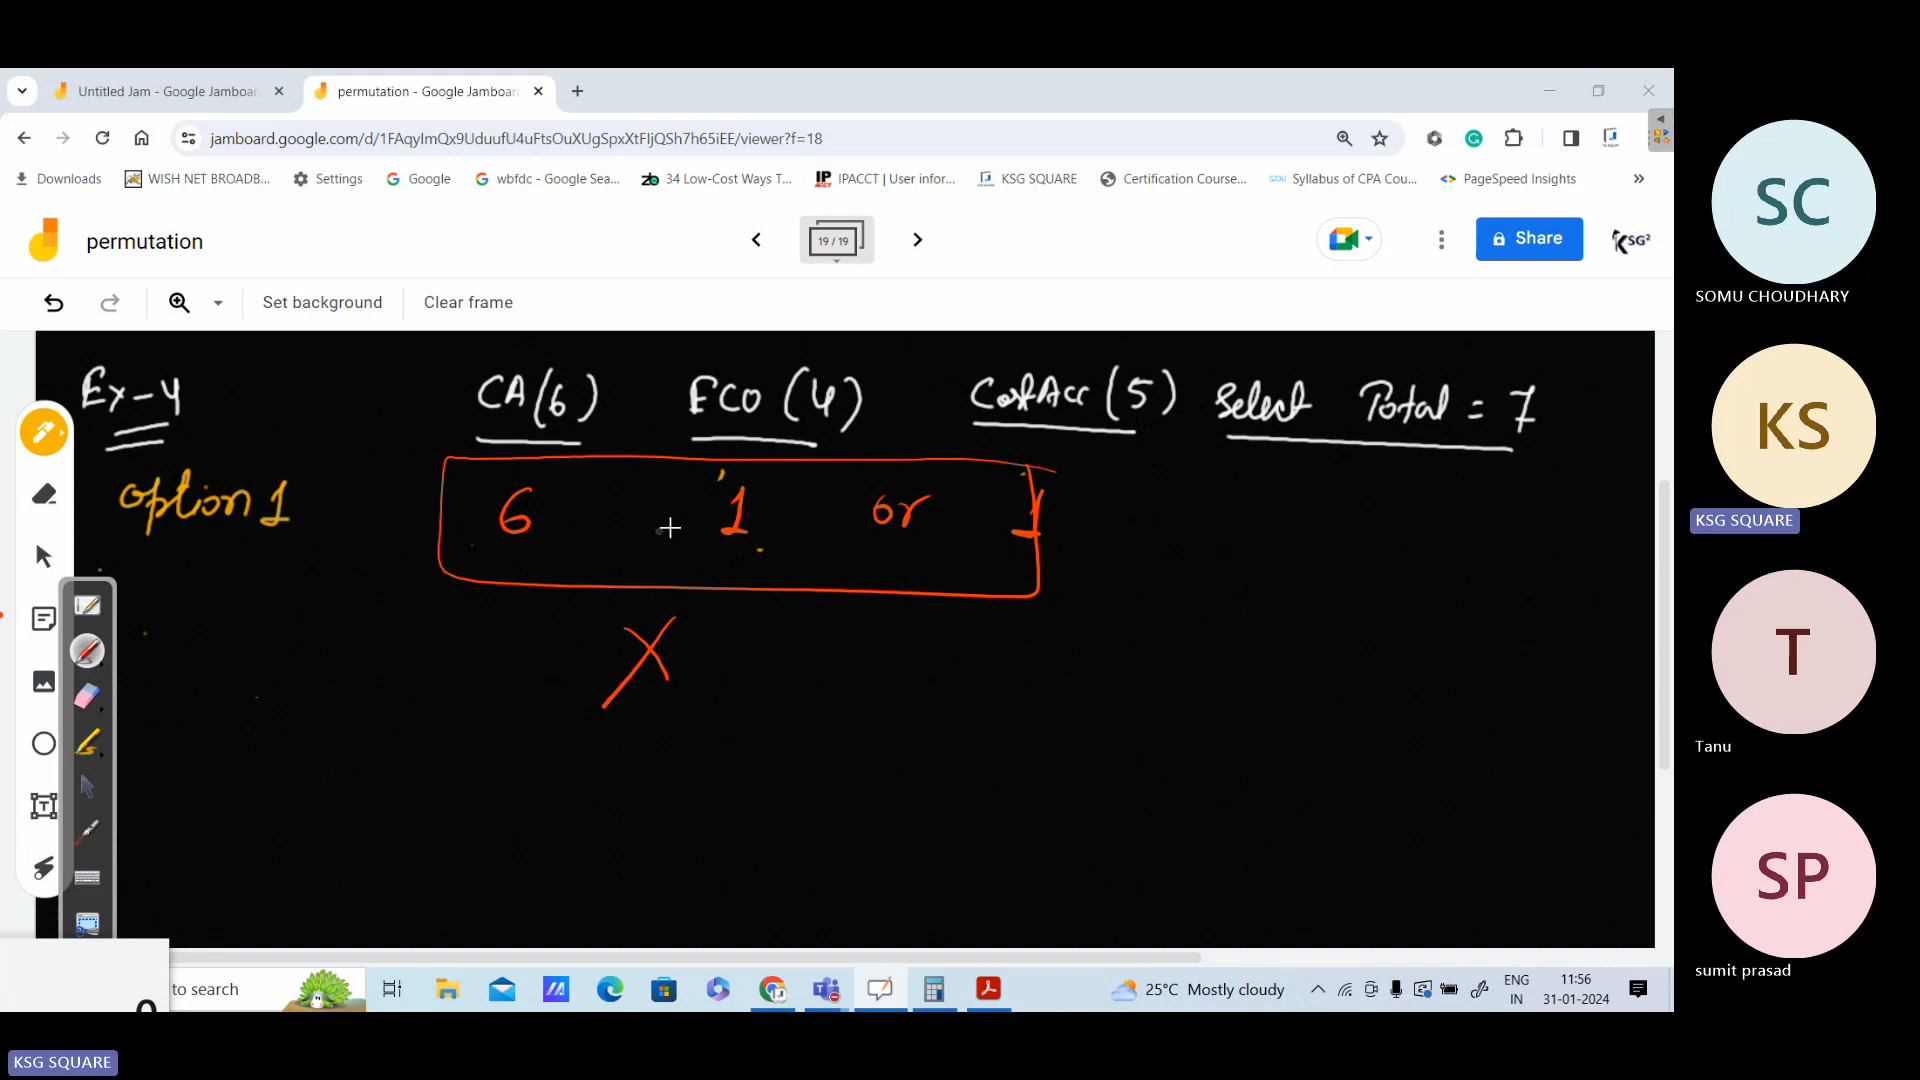 Untitled Jam - Google Jamboar
permutation - Google Jamboar
jamboard.google.com/d/1FAqyImQx9UduufU4uFtsOuXUgSpxXtFIjQSh7h65iEE/viewer?f=18
Downloads WISH NET BROADB... Settings Google wbfdc - Google Sea... 34 Low-Cost Ways T... IPACCT | User infor... KSG SQUARE Certification Course... Syllabus of CPA Cou... PageSpeed Insights »
permutation 19 / 19 Share KSG²
Set background Clear frame
Ex-4 CA(6) ECO (4) CostAcc (5) Select Total = 7
option 1 6 1 or 1
X
to search 25°C Mostly cloudy ENG IN 11:56 31-01-2024
SC
SOMU CHOUDHARY
KS
KSG SQUARE
T
Tanu
SP
sumit prasad
KSG SQUARE